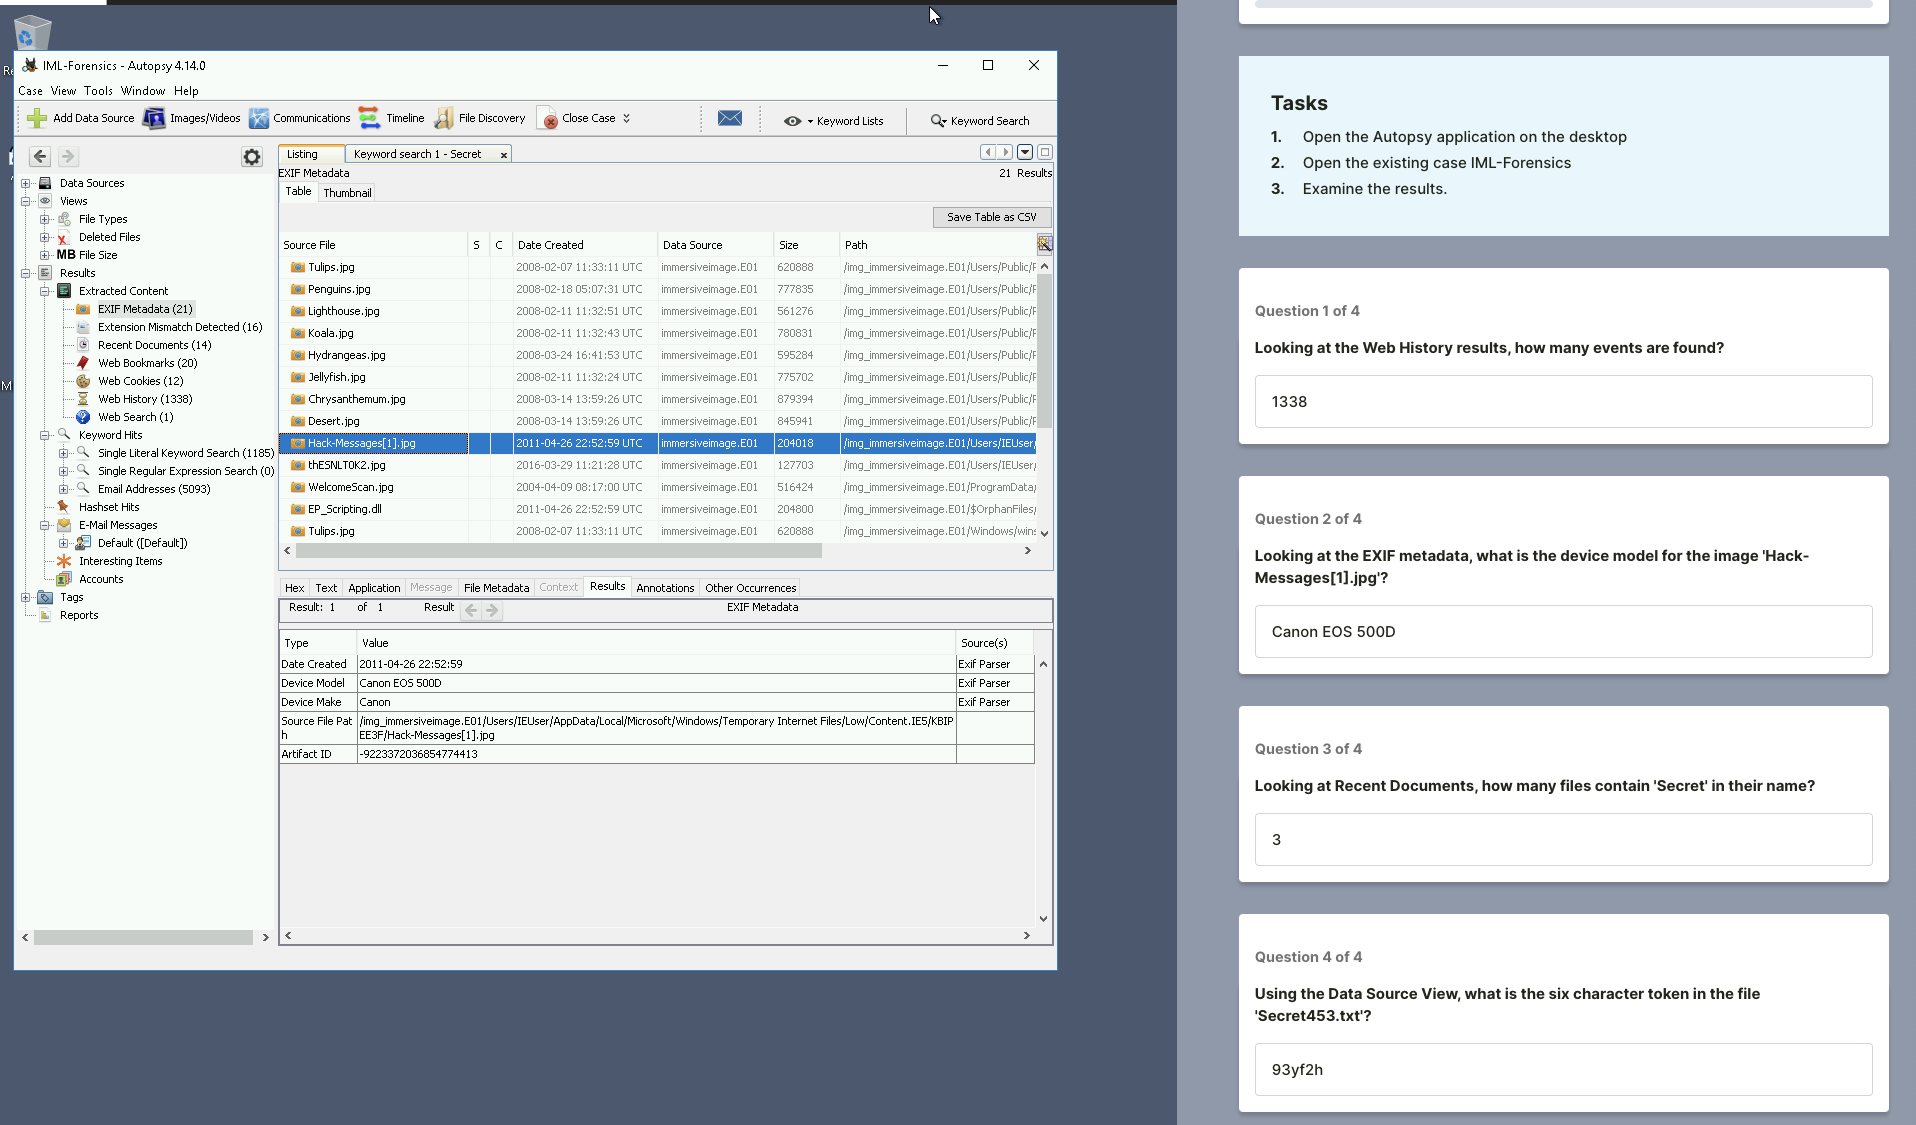 IML-Forensics - Autopsy 4.14.0
Case View Tools Window Help
Add Data Source Images/Videos Communications Timeline File Discovery Close Case Keyword Lists Keyword Search
Data Sources
Views
File Types
Deleted Files
MB File Size
Results
Extracted Content
EXIF Metadata (21)
Extension Mismatch Detected (16)
Recent Documents (14)
Web Bookmarks (20)
Web Cookies (12)
Web History (1338)
Web Search (1)
Keyword Hits
Single Literal Keyword Search (1185)
Single Regular Expression Search (0)
Email Addresses (5093)
Hashset Hits
E-Mail Messages
Default ([Default])
Interesting Items
Accounts
Tags
Reports
Listing Keyword search 1 - Secret x
EXIF Metadata 21 Results
Table Thumbnail
Save Table as CSV
Source File S C Date Created Data Source Size Path
Tulips.jpg 2008-02-07 11:33:11 UTC immersiveimage.E01 620888 /img_immersiveimage.E01/Users/Public/P
Penguins.jpg 2008-02-18 05:07:31 UTC immersiveimage.E01 777835 /img_immersiveimage.E01/Users/Public/P
Lighthouse.jpg 2008-02-11 11:32:51 UTC immersiveimage.E01 561276 /img_immersiveimage.E01/Users/Public/P
Koala.jpg 2008-02-11 11:32:43 UTC immersiveimage.E01 780831 /img_immersiveimage.E01/Users/Public/P
Hydrangeas.jpg 2008-03-24 16:41:53 UTC immersiveimage.E01 595284 /img_immersiveimage.E01/Users/Public/P
Jellyfish.jpg 2008-02-11 11:32:24 UTC immersiveimage.E01 775702 /img_immersiveimage.E01/Users/Public/P
Chrysanthemum.jpg 2008-03-14 13:59:26 UTC immersiveimage.E01 879394 /img_immersiveimage.E01/Users/Public/P
Desert.jpg 2008-03-14 13:59:26 UTC immersiveimage.E01 845941 /img_immersiveimage.E01/Users/Public/P
Hack-Messages[1].jpg 2011-04-26 22:52:59 UTC immersiveimage.E01 204018 /img_immersiveimage.E01/Users/IEUser/
thESNLT0K2.jpg 2016-03-29 11:21:28 UTC immersiveimage.E01 127703 /img_immersiveimage.E01/Users/IEUser/
WelcomeScan.jpg 2004-04-09 08:17:00 UTC immersiveimage.E01 516424 /img_immersiveimage.E01/ProgramData/
EP_Scripting.dll 2011-04-26 22:52:59 UTC immersiveimage.E01 204800 /img_immersiveimage.E01/$OrphanFiles/
Tulips.jpg 2008-02-07 11:33:11 UTC immersiveimage.E01 620888 /img_immersiveimage.E01/Windows/wins
Hex Text Application Message File Metadata Context Results Annotations Other Occurrences
Result: 1 of 1 Result EXIF Metadata
Type Value Source(s)
Date Created 2011-04-26 22:52:59 Exif Parser
Device Model Canon EOS 500D Exif Parser
Device Make Canon Exif Parser
Source File Pat /img_immersiveimage.E01/Users/IEUser/AppData/Local/Microsoft/Windows/Temporary Internet Files/Low/Content.IE5/KBIP
h EE3F/Hack-Messages[1].jpg
Artifact ID -9223372036854774413
Tasks
1. Open the Autopsy application on the desktop
2. Open the existing case IML-Forensics
3. Examine the results.
Question 1 of 4
Looking at the Web History results, how many events are found?
1338
Question 2 of 4
Looking at the EXIF metadata, what is the device model for the image 'Hack-
Messages[1].jpg'?
Canon EOS 500D
Question 3 of 4
Looking at Recent Documents, how many files contain 'Secret' in their name?
3
Question 4 of 4
Using the Data Source View, what is the six character token in the file
'Secret453.txt'?
93yf2h